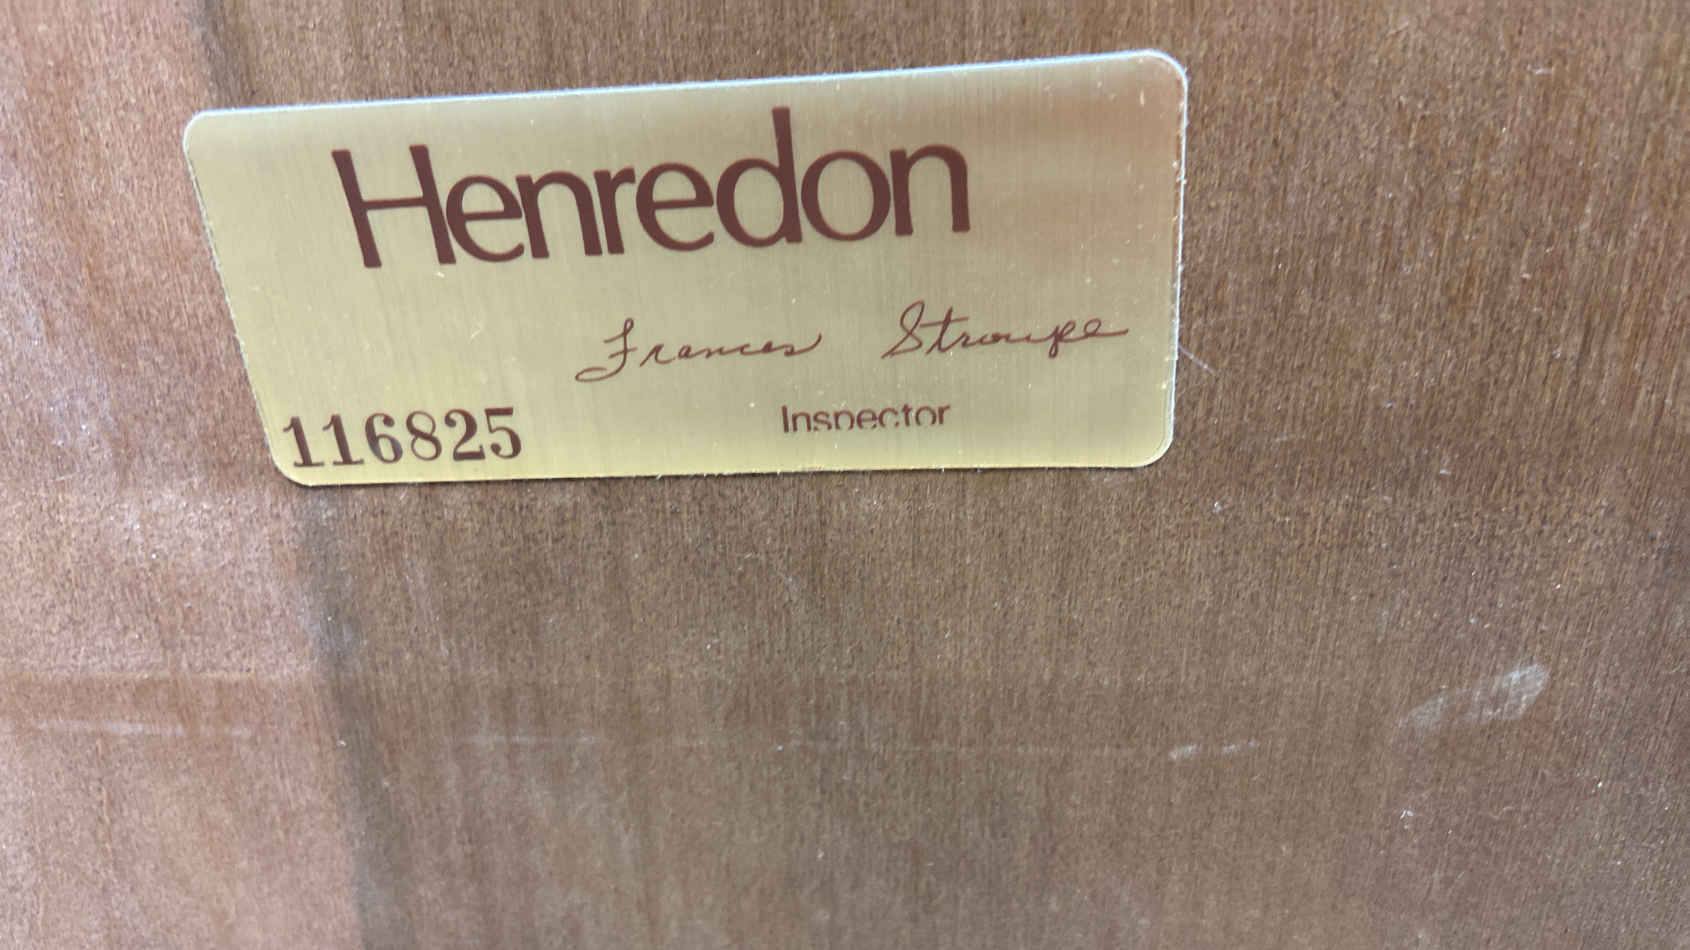 Henredon
Frances Stroupe
Inspector
116825